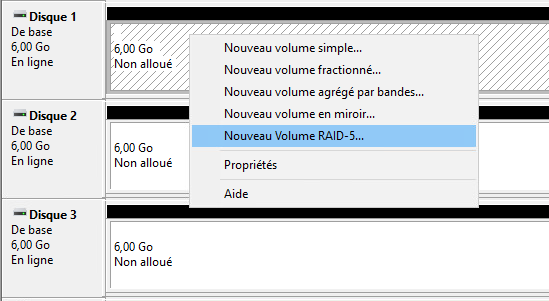 Disque 1
De base
6,00 Go
En ligne
6,00 Go
Non alloué
Nouveau volume simple...
Nouveau volume fractionné...
Nouveau volume agrégé par bandes...
Nouveau volume en miroir...
Nouveau Volume RAID-5...
Propriétés
Aide
Disque 2
De base
6,00 Go
En ligne
6,00 Go
Non alloué
Disque 3
De base
6,00 Go
En ligne
6,00 Go
Non alloué